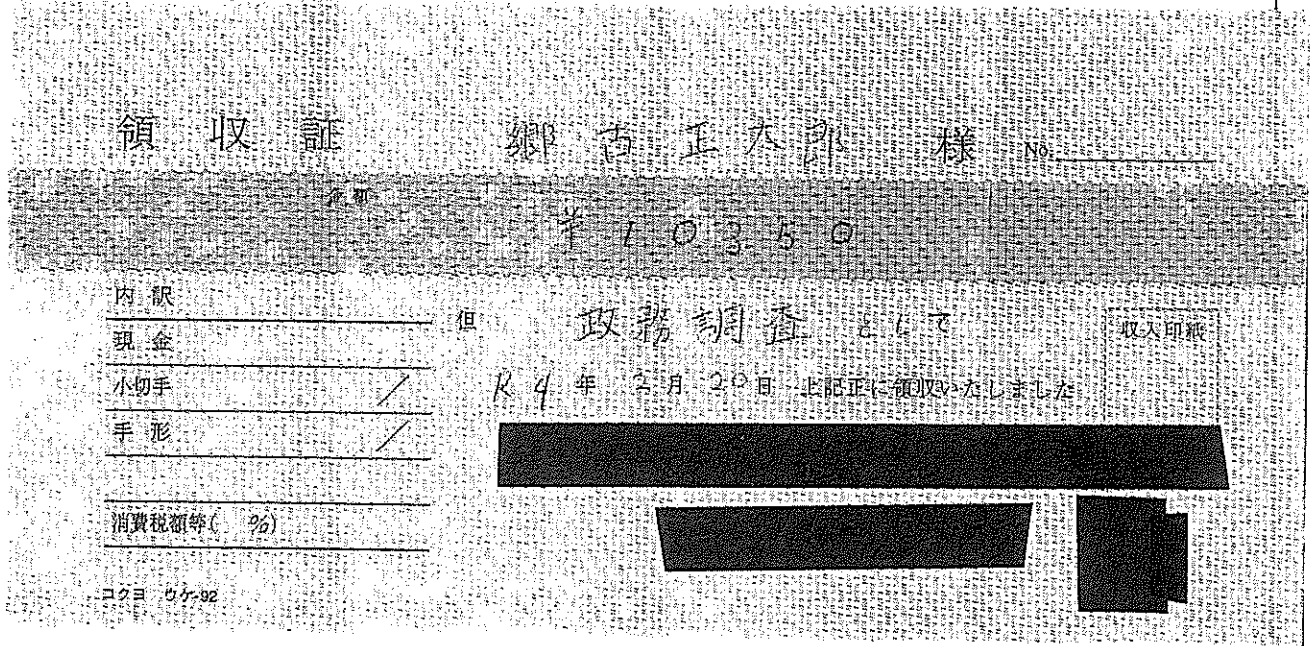 領収証 郷古正太郎 様 No.
金額
¥10350
内訳
現金
小切手 /
手形 /
消費税額等( %)
コクヨ ウケ-92
但 政務調査として
R4年2月20日 上記正に領収いたしました
収入印紙